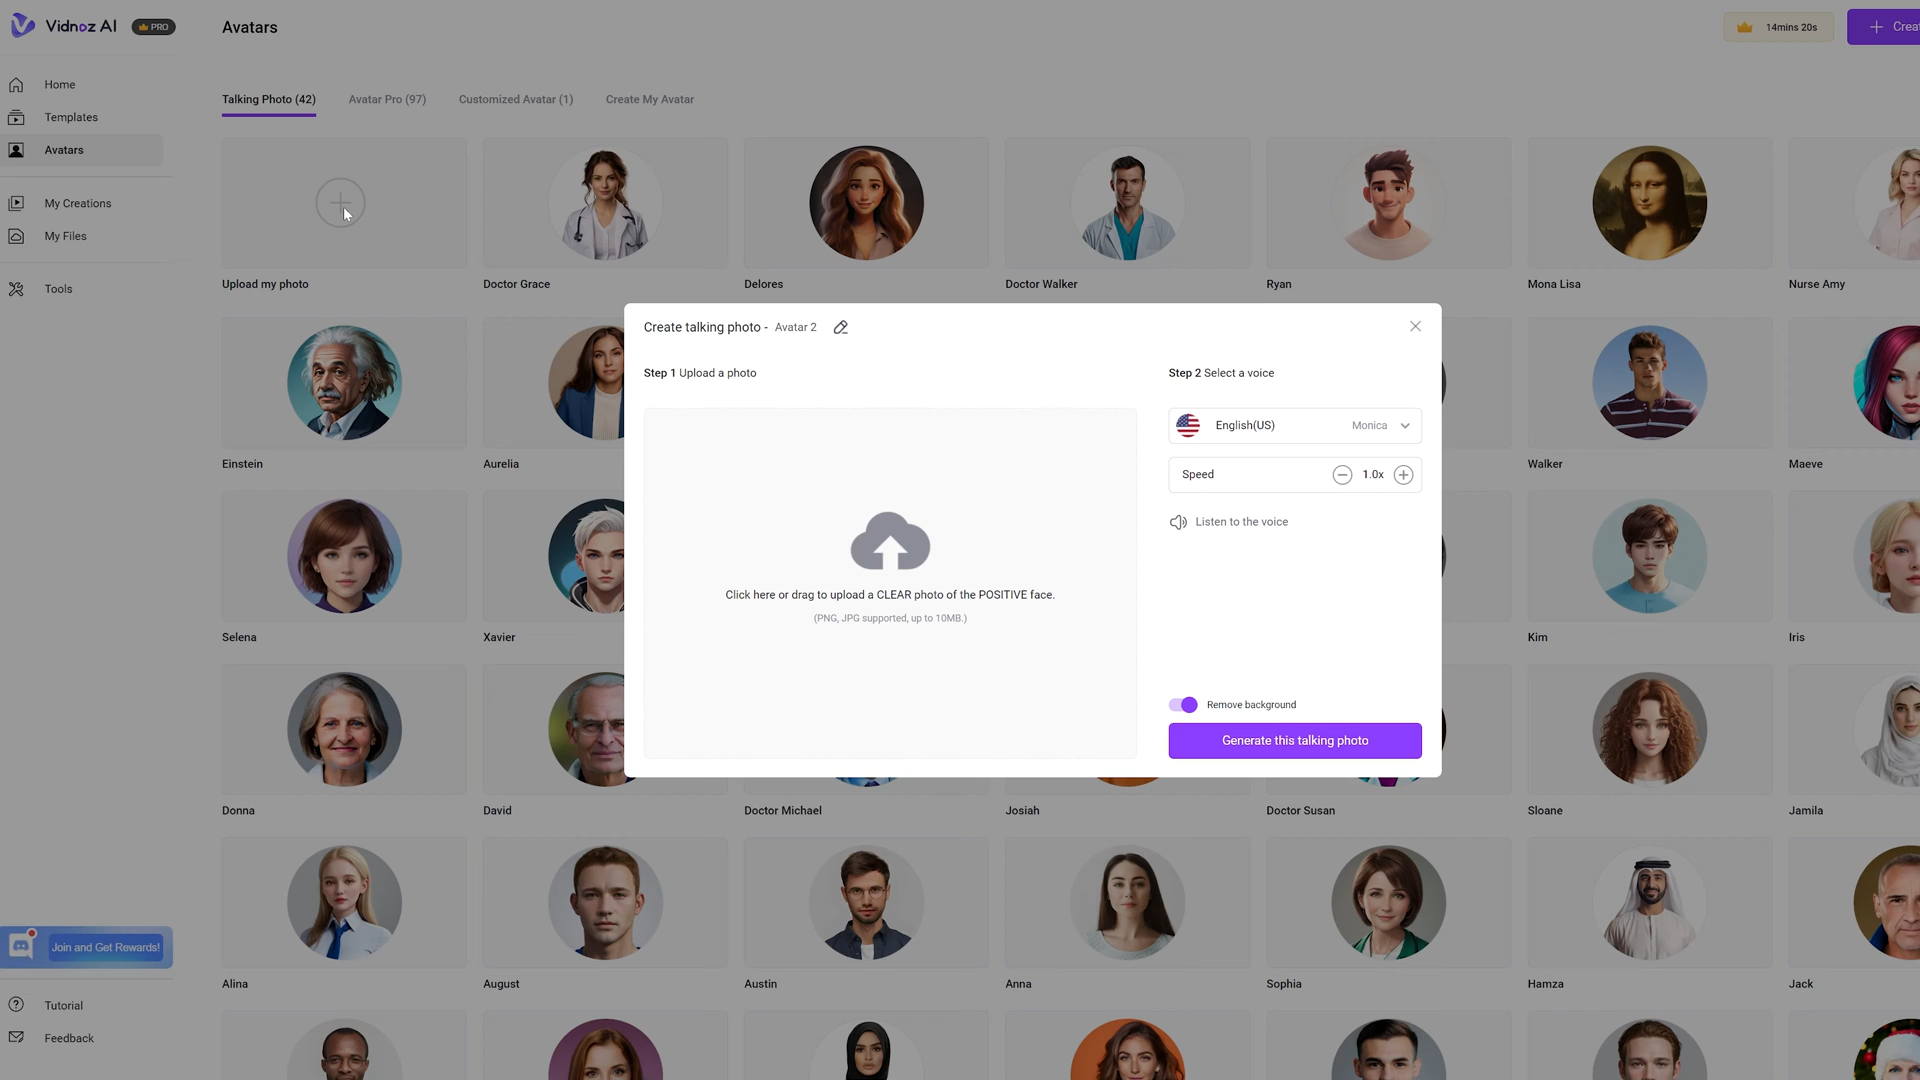 Vidnoz AI
PRO
Avatars
14mins 20s
Home
Templates
Avatars
My Creations
My Files
Tools
Join and Get Rewards!
Tutorial
Feedback
Talking Photo (42)
Avatar Pro (97)
Customized Avatar (1)
Create My Avatar
Upload my photo
Doctor Grace
Delores
Doctor Walker
Ryan
Mona Lisa
Nurse Amy
Create talking photo - Avatar 2
Step 1 Upload a photo
Click here or drag to upload a CLEAR photo of the POSITIVE face.
(PNG, JPG supported, up to 10MB.)
Step 2 Select a voice
English(US)
Monica
Speed
1.0x
Listen to the voice
Remove background
Generate this talking photo
Einstein
Aurelia
Walker
Maeve
Selena
Xavier
Kim
Iris
Donna
David
Doctor Michael
Josiah
Doctor Susan
Sloane
Jamila
Alina
August
Austin
Anna
Sophia
Hamza
Jack